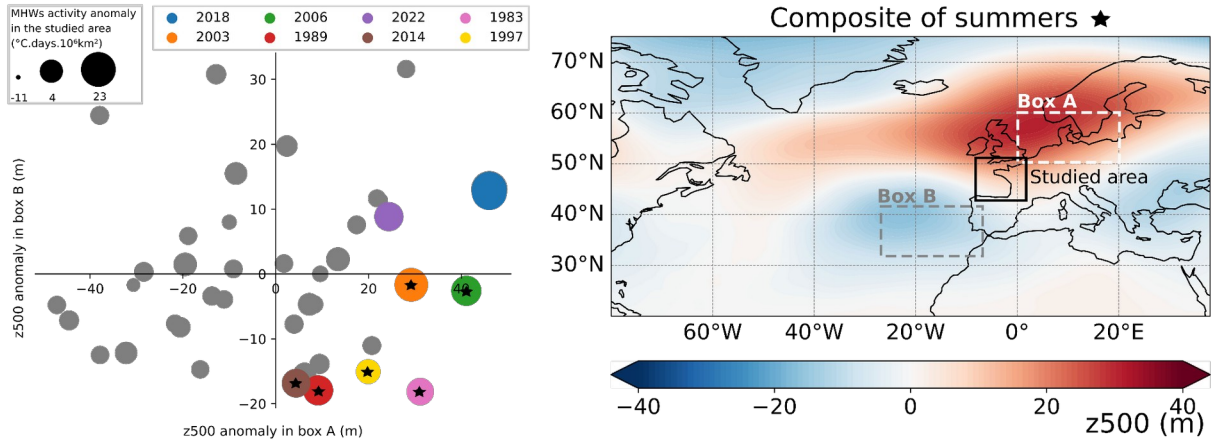 MHWs activity anomaly
in the studied area
(°C.days.10⁶km²)
-11 4 23
2018 2006 2022 1983
2003 1989 2014 1997
z500 anomaly in box B (m)
30
20
10
0
−10
−20
−40 −20 20 40
z500 anomaly in box A (m)
Composite of summers ★
70°N
60°N
50°N
40°N
30°N
Box A
Studied area
Box B
60°W 40°W 20°W 0° 20°E
−40 −20 0 20 40
z500 (m)